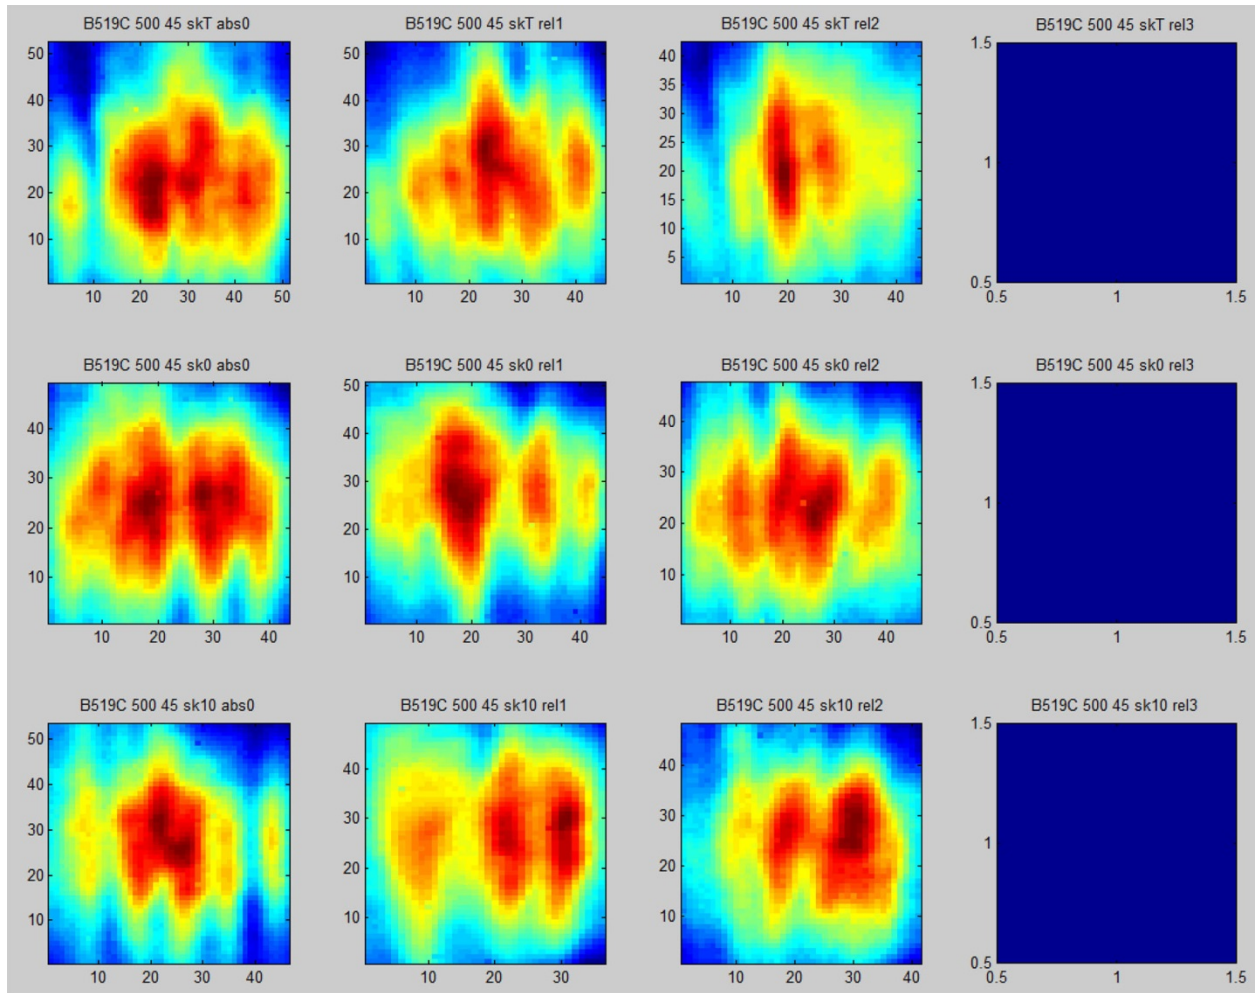 B519C 500 45 skT abs0
B519C 500 45 skT rel1
B519C 500 45 skT rel2
B519C 500 45 skT rel3
50
40
30
20
10
10 20 30 40 50
50
40
30
20
10
10 20 30 40
40
35
30
25
20
15
10
5
10 20 30 40
1.5
1
0.5
0.5 1 1.5
B519C 500 45 sk0 abs0
B519C 500 45 sk0 rel1
B519C 500 45 sk0 rel2
B519C 500 45 sk0 rel3
40
30
20
10
10 20 30 40
50
40
30
20
10
10 20 30 40
40
30
20
10
10 20 30 40
1.5
1
0.5
0.5 1 1.5
B519C 500 45 sk10 abs0
B519C 500 45 sk10 rel1
B519C 500 45 sk10 rel2
B519C 500 45 sk10 rel3
50
40
30
20
10
10 20 30 40
40
30
20
10
10 20 30
40
30
20
10
10 20 30 40
1.5
1
0.5
0.5 1 1.5